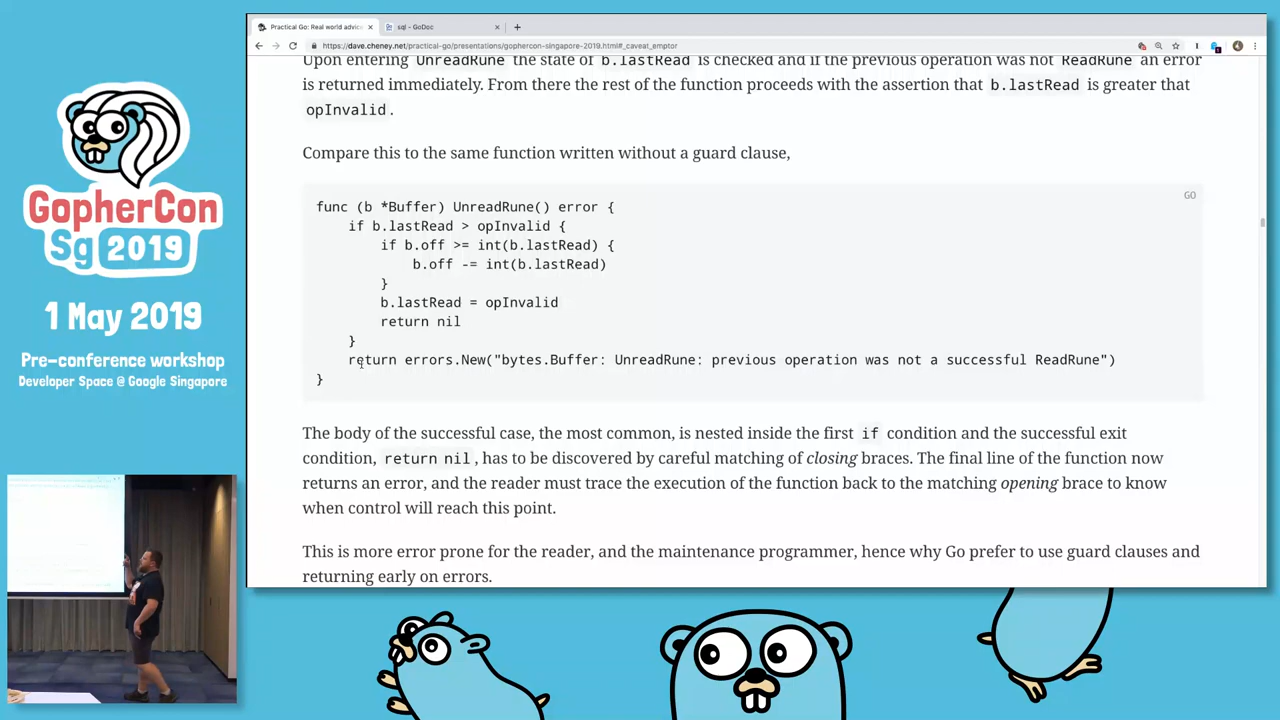 Practical Go: Real world advic
sql - GoDoc
https://dave.cheney.net/practical-go/presentations/gophercon-singapore-2019.html#_caveat_emptor
Upon entering UnreadRune the state of b.lastRead is checked and if the previous operation was not ReadRune an error
is returned immediately. From there the rest of the function proceeds with the assertion that b.lastRead is greater that
opInvalid.
Compare this to the same function written without a guard clause,
GO
func (b *Buffer) UnreadRune() error {
if b.lastRead > opInvalid {
if b.off >= int(b.lastRead) {
b.off -= int(b.lastRead)
}
b.lastRead = opInvalid
return nil
}
return errors.New("bytes.Buffer: UnreadRune: previous operation was not a successful ReadRune")
}
The body of the successful case, the most common, is nested inside the first if condition and the successful exit
condition, return nil, has to be discovered by careful matching of closing braces. The final line of the function now
returns an error, and the reader must trace the execution of the function back to the matching opening brace to know
when control will reach this point.
This is more error prone for the reader, and the maintenance programmer, hence why Go prefer to use guard clauses and
returning early on errors.
GopherCon
Sg 2019
1 May 2019
Pre-conference workshop
Developer Space @ Google Singapore